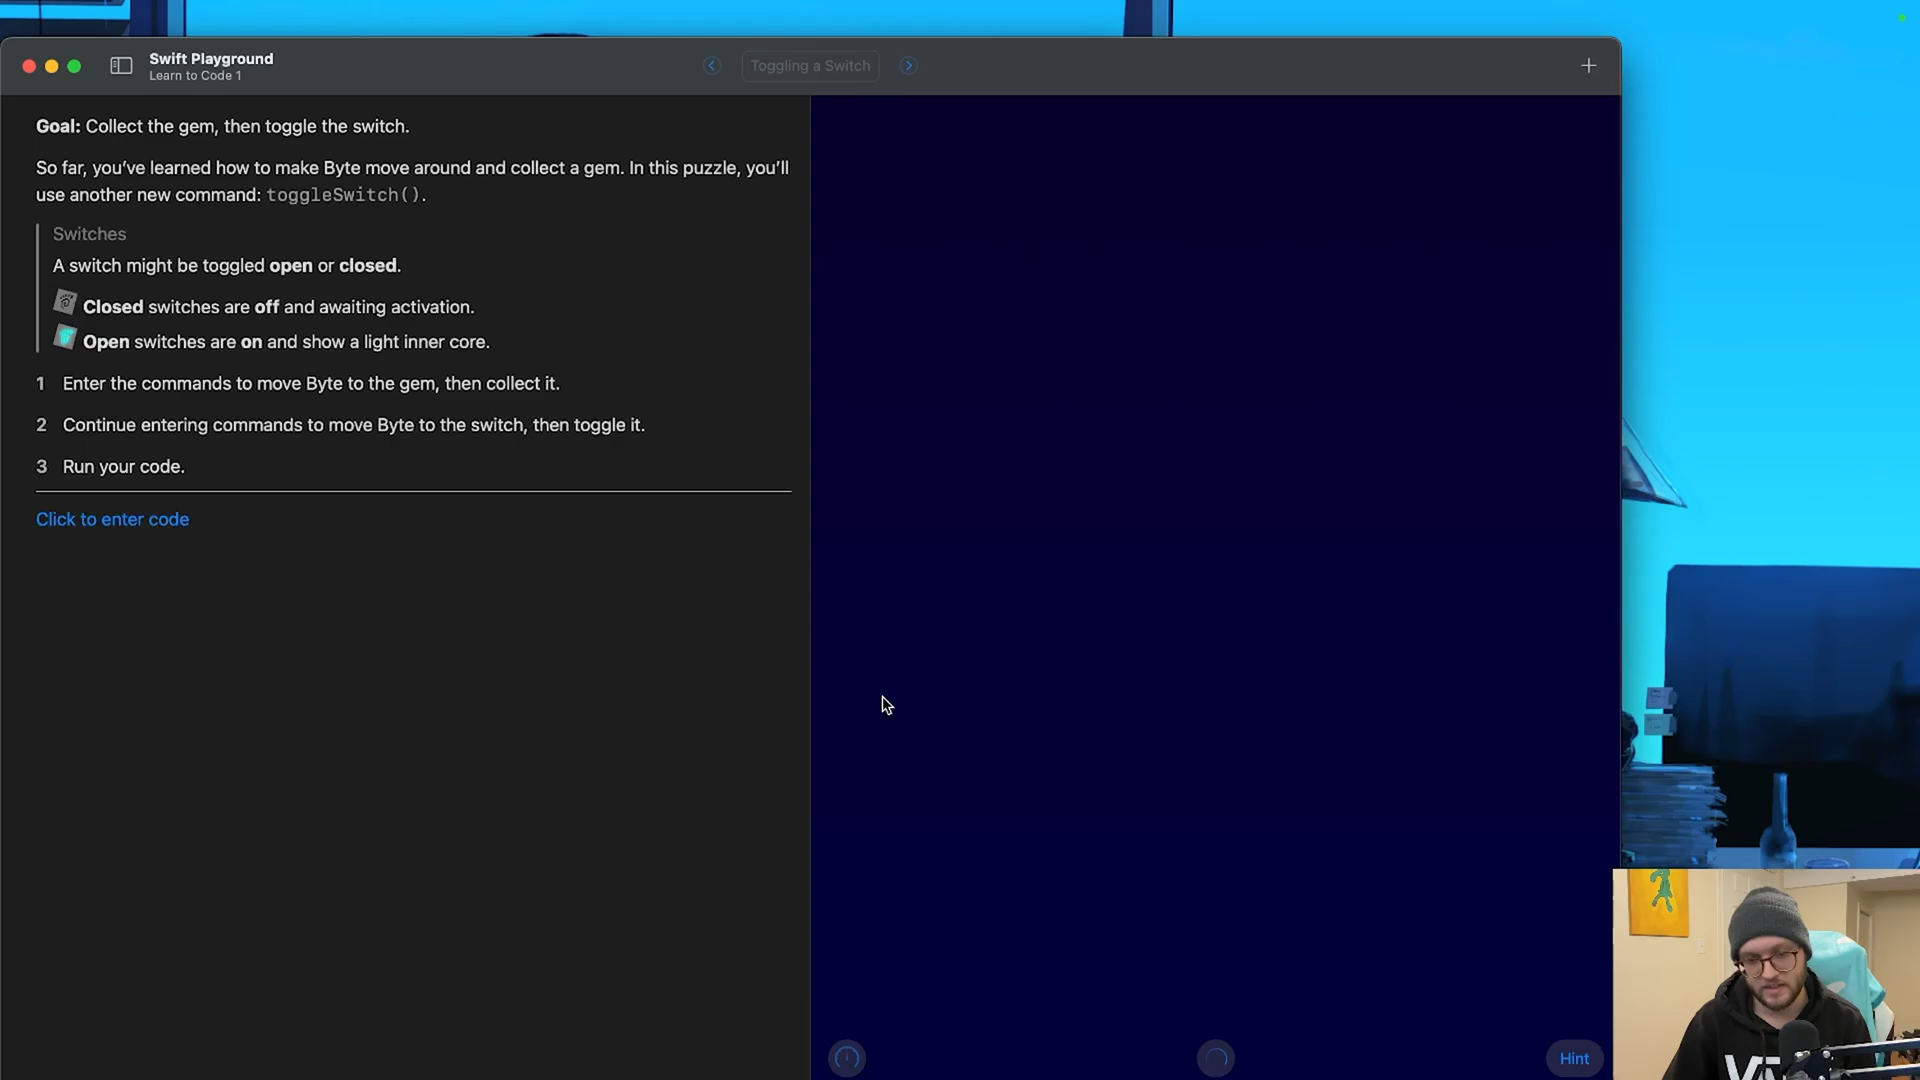 Swift Playground
Learn to Code 1
Toggling a Switch
Goal: Collect the gem, then toggle the switch.
So far, you’ve learned how to make Byte move around and collect a gem. In this puzzle, you’ll
use another new command: toggleSwitch().
Switches
A switch might be toggled open or closed.
Closed switches are off and awaiting activation.
Open switches are on and show a light inner core.
1 Enter the commands to move Byte to the gem, then collect it.
2 Continue entering commands to move Byte to the switch, then toggle it.
3 Run your code.
Click to enter code
Hint